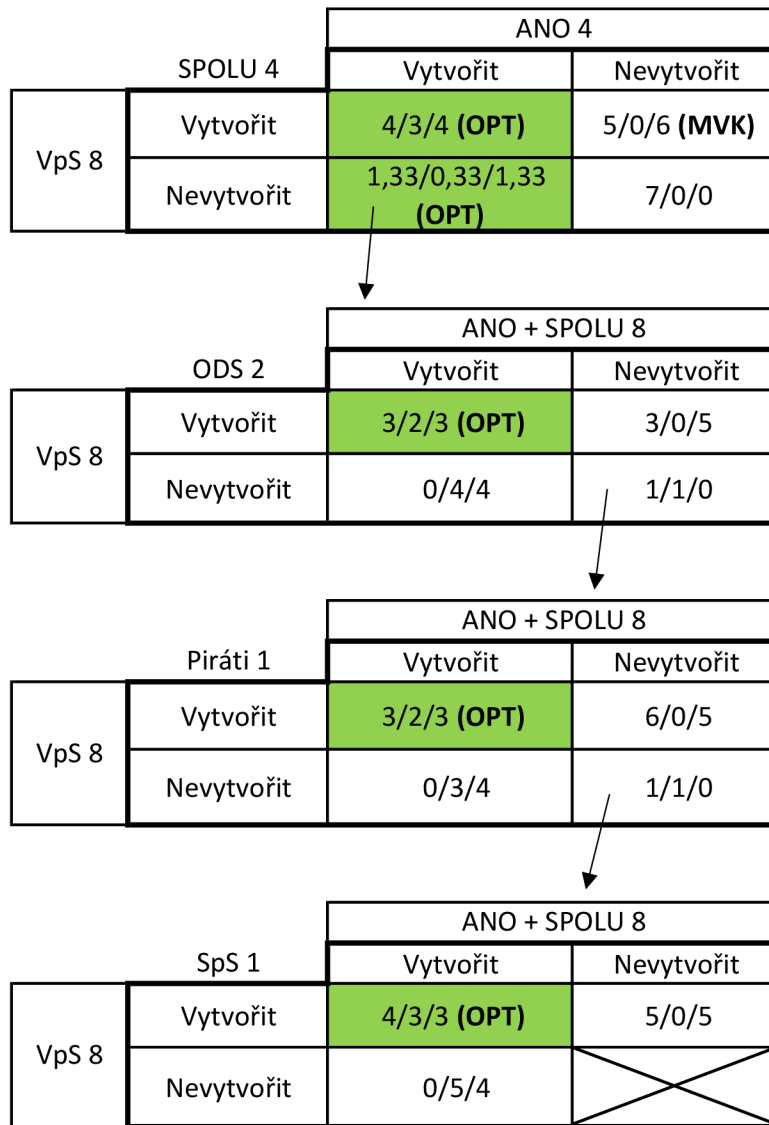 ANO 4
SPOLU 4 Vytvořit Nevytvořit
VpS 8 Vytvořit 4/3/4 (OPT) 5/0/6 (MVK)
Nevytvořit 1,33/0,33/1,33 (OPT) 7/0/0
ANO + SPOLU 8
ODS 2 Vytvořit Nevytvořit
VpS 8 Vytvořit 3/2/3 (OPT) 3/0/5
Nevytvořit 0/4/4 1/1/0
ANO + SPOLU 8
Piráti 1 Vytvořit Nevytvořit
VpS 8 Vytvořit 3/2/3 (OPT) 6/0/5
Nevytvořit 0/3/4 1/1/0
ANO + SPOLU 8
SpS 1 Vytvořit Nevytvořit
VpS 8 Vytvořit 4/3/3 (OPT) 5/0/5
Nevytvořit 0/5/4